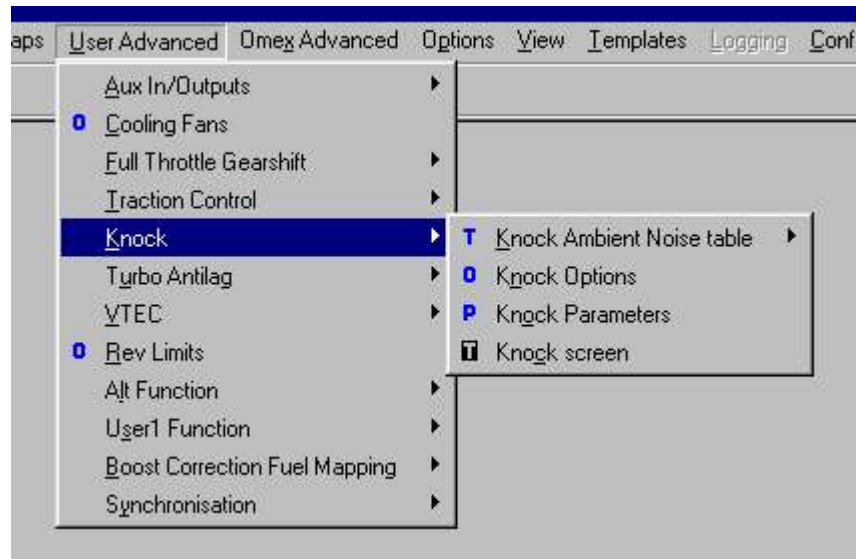 aps User Advanced Omex Advanced Options View Templates Logging Conf
Aux In/Outputs
O Cooling Fans
Full Throttle Gearshift
Traction Control
Knock
T Knock Ambient Noise table
Turbo Antilag
O Knock Options
VTEC
P Knock Parameters
O Rev Limits
T Knock screen
Alt Function
User1 Function
Boost Correction Fuel Mapping
Synchronisation